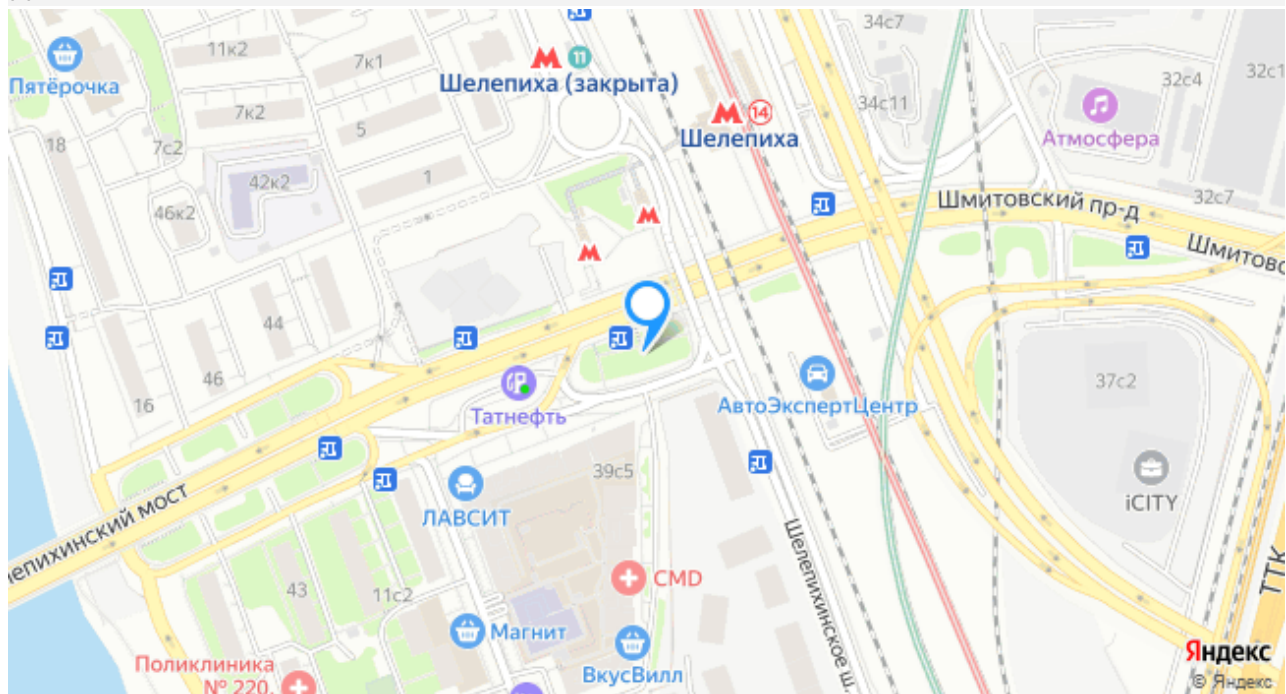 34с7
11к2
11
7к1
Пятёрочка
Шелепиха (закрыта)
32с4
32с1
7к2
34с11
14
5
Шелепиха
Атмосфера
18
7с2
42к2
1
46к2
Шмитовский пр-д
32с7
Шмитовс
44
46
37с2
16
АвтоЭкспертЦентр
Татнефть
39с5
ЛАВСИТ
iCITY
лепихинский мост
Шелепихинское ш.
ТТК
CMD
43
11с2
Магнит
ВкусВилл
Поликлиника
№ 220,
Яндекс
© Яндекс